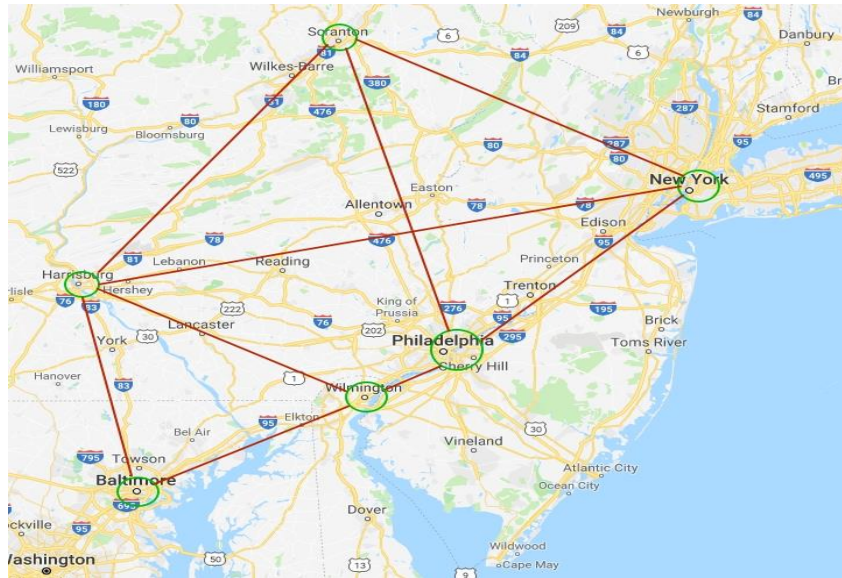 Scranton
209
Newburgh
84
6
84
Danbury
81
6
84
Williamsport
Wilkes-Barre
380
180
81
476
287
Stamford
80
Lewisburg
Bloomsburg
80
287
95
522
80
New York
495
Easton
Allentown
78
78
Edison
78
476
95
81
Lebanon
Reading
Princeton
Harrisburg
Hershey
Trenton
76
83
King of
Prussia
276
1
222
76
95
195
30
Lancaster
202
295
Brick
York
Philadelphia
Toms River
Cherry Hill
Hanover
83
1
Wilmington
95
Elkton
30
Bel Air
795
Towson
Vineland
Baltimore
Atlantic City
695
Ocean City
Dover
95
Wildwood
Washington
50
13
9
Cape May